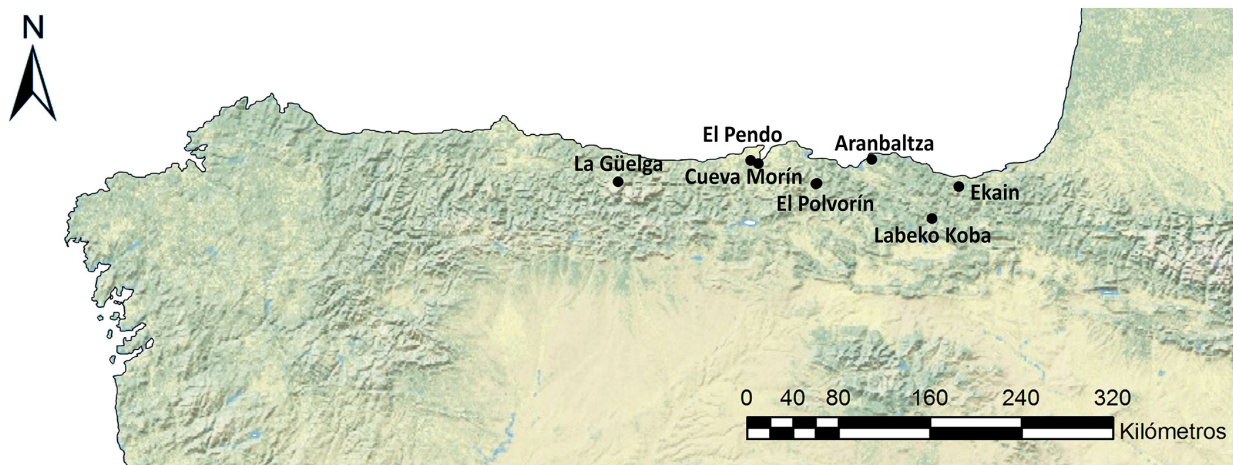 N
El Pendo
Aranbaltza
La Güelga
Cueva Morín
Ekain
El Polvorín
Labeko Koba
0 40 80 160 240 320
Kilómetros